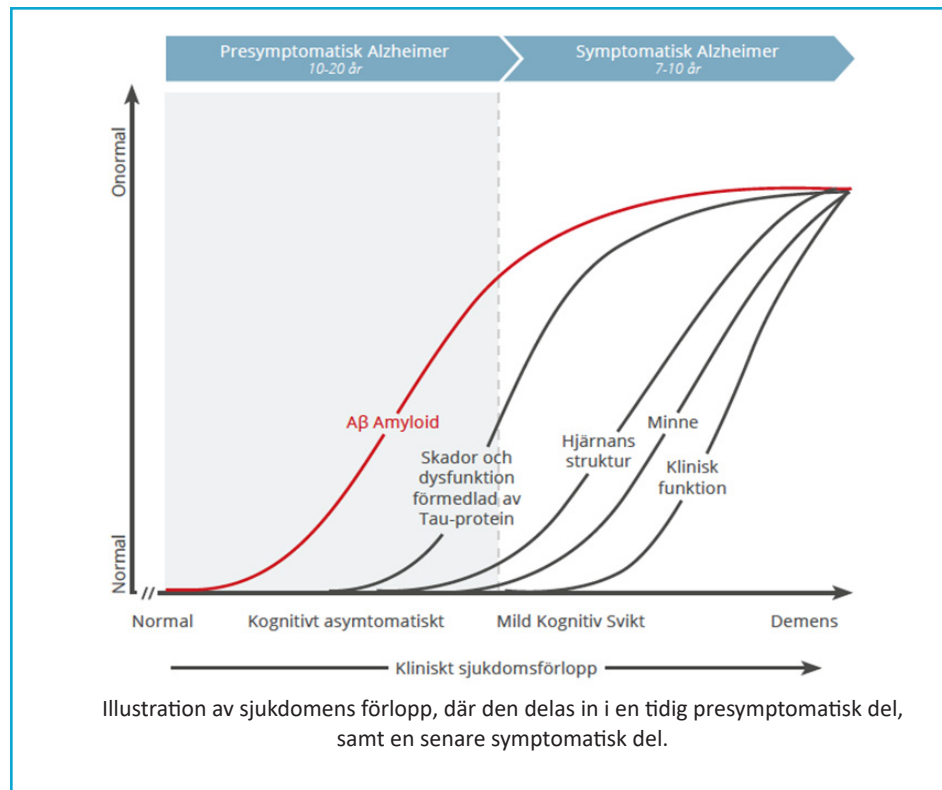 Presymptomatisk Alzheimer
10-20 år
Symptomatisk Alzheimer
7-10 år
Onormal
Normal
Aβ Amyloid
Skador och
dysfunktion
förmedlad av
Tau-protein
Hjärnans
struktur
Minne
Klinisk
funktion
Normal
Kognitivt asymtomatiskt
Mild Kognitiv Svikt
Demens
Kliniskt sjukdomsförlopp
Illustration av sjukdomens förlopp, där den delas in i en tidig presymptomatisk del,
samt en senare symptomatisk del.